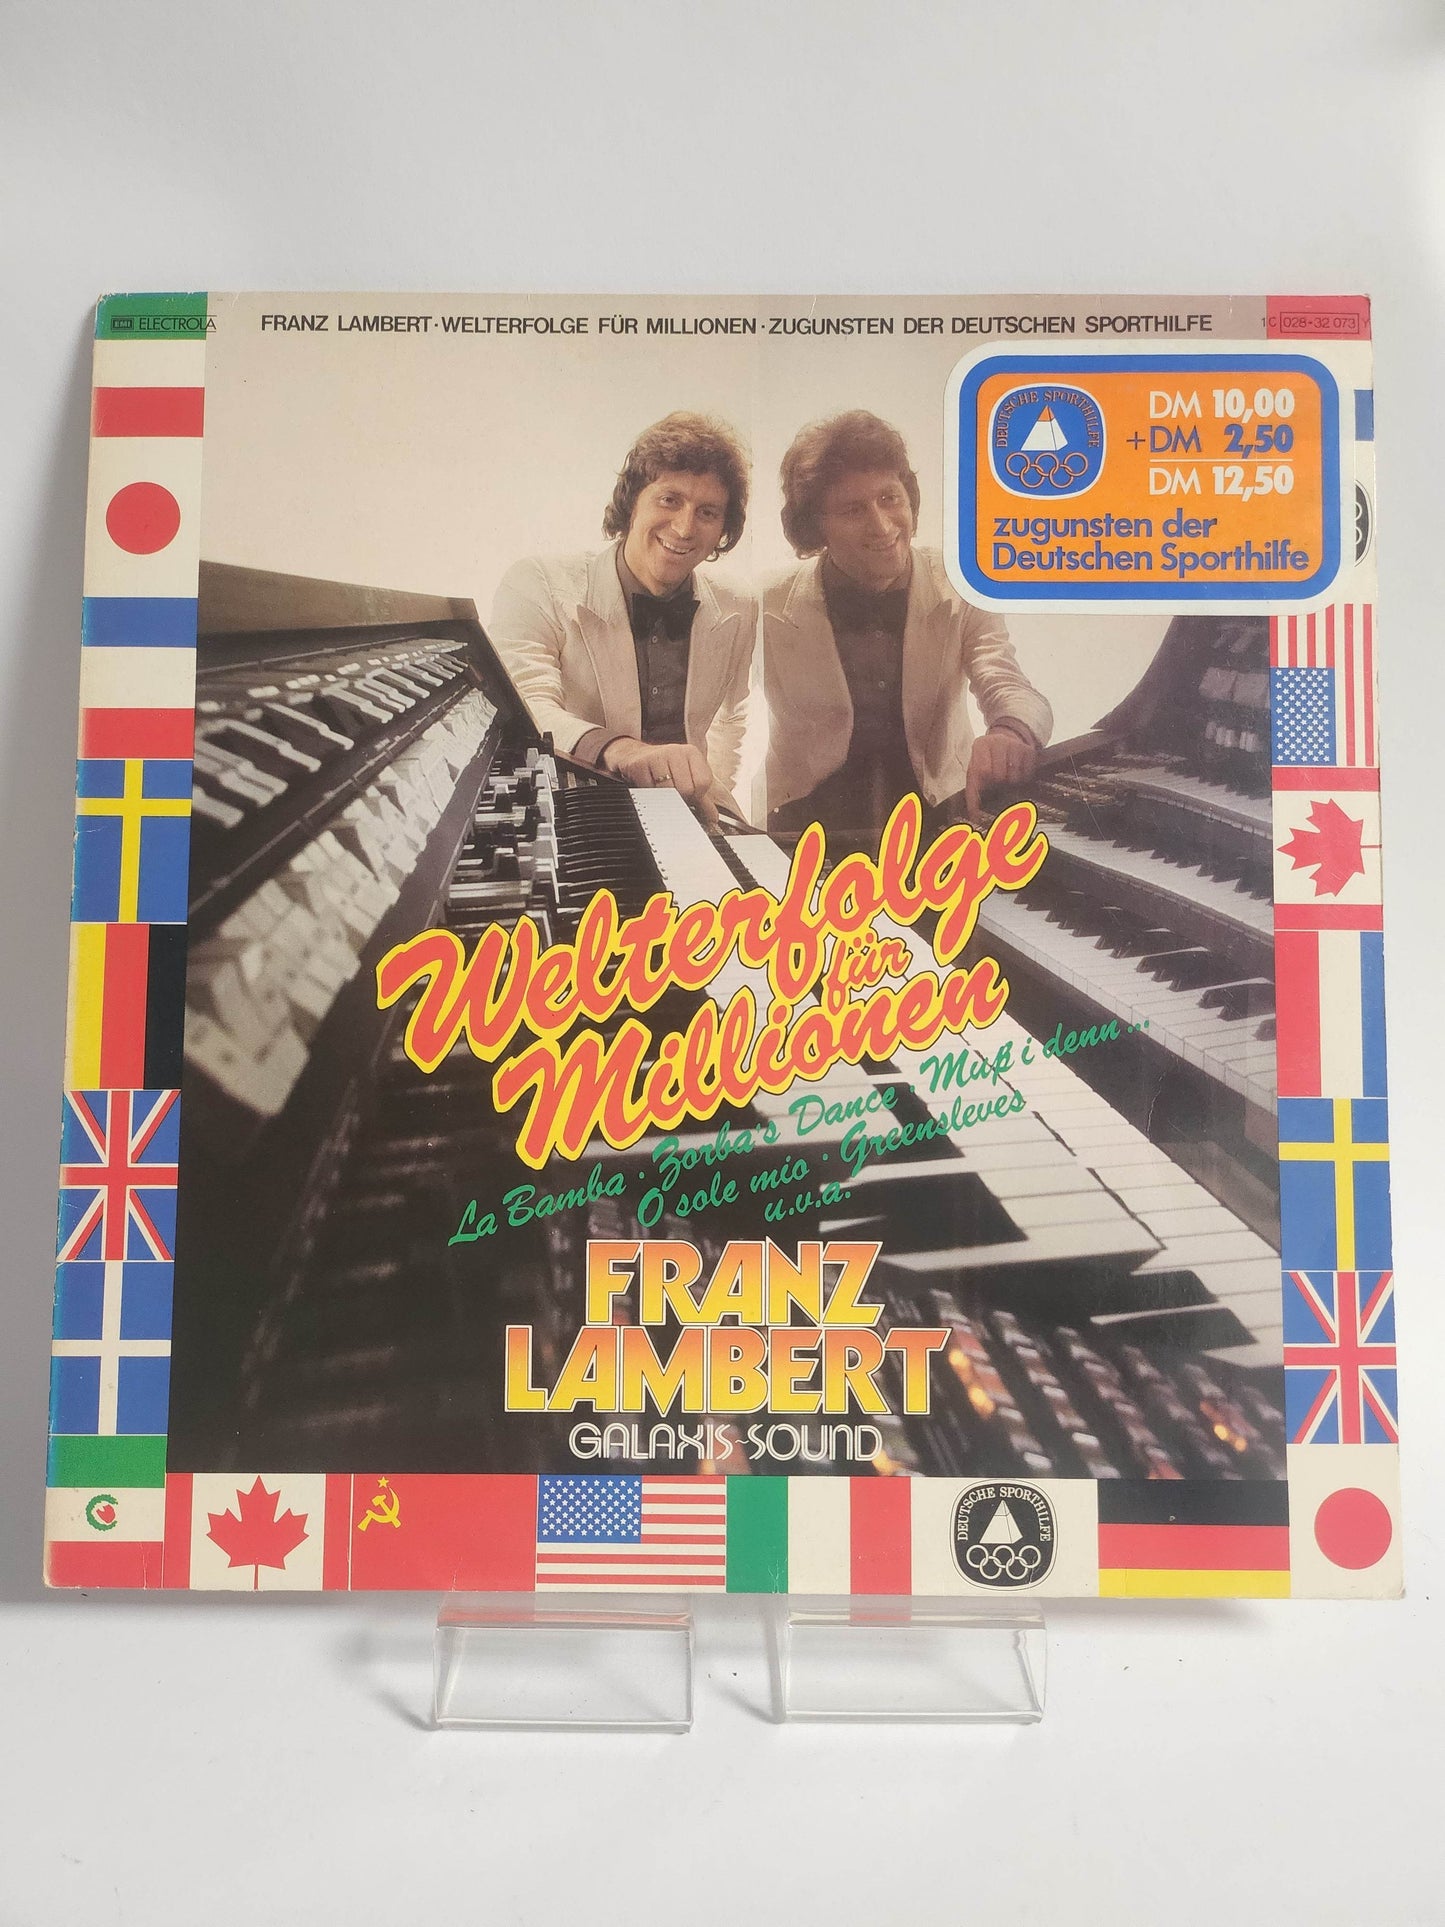 EMI ELECTROLA
FRANZ LAMBERT·WELTERFOLGE FÜR MILLIONEN·ZUGUNSTEN DER DEUTSCHEN SPORTHILFE
1C 028-32 073 Y
DEUTSCHE SPORTHILFE
DM 10,00
+DM 2,50
DM 12,50
zugunsten der
Deutschen Sporthilfe
Welterfolge
für
Millionen
La Bamba · Zorba's Dance · Muß i denn...
O sole mio · Greensleves
u.v.a.
FRANZ
LAMBERT
GALAXIS~SOUND
DEUTSCHE SPORTHILFE